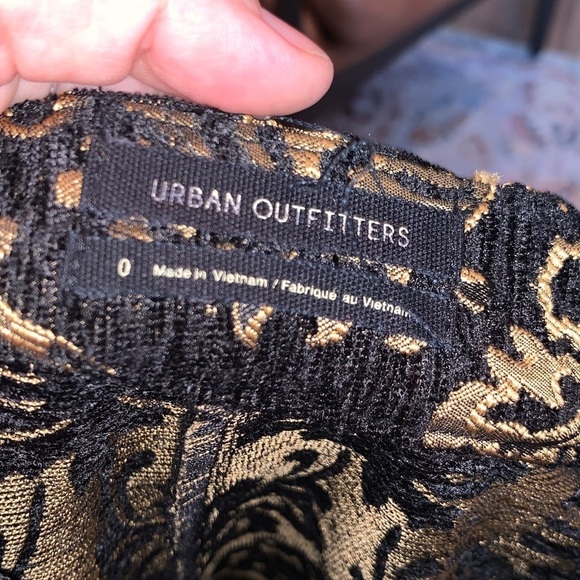 URBAN OUTFITTERS
0 Made in Vietnam / Fabriqué au Vietnam